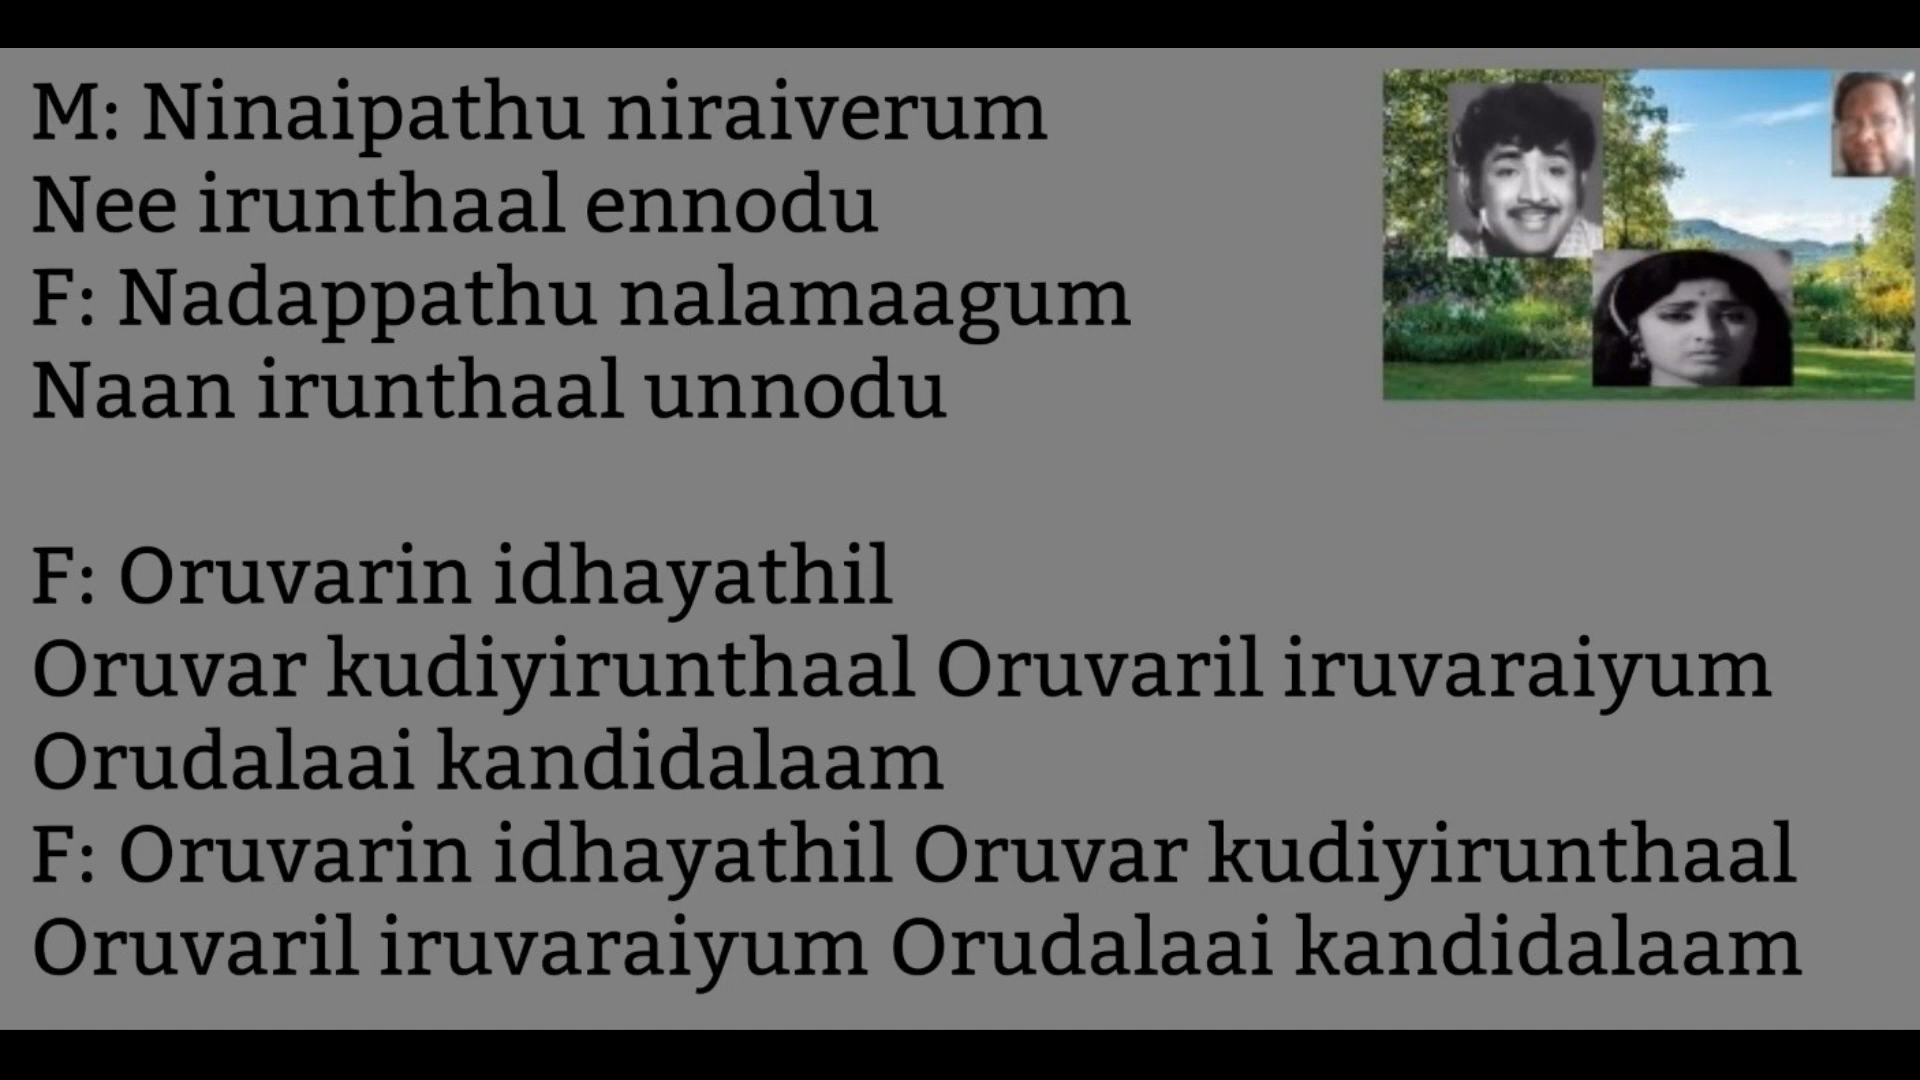 M: Ninaipathu niraiverum
Nee irunthaal ennodu
F: Nadappathu nalamaagum
Naan irunthaal unnodu
F: Oruvarin idhayathil
Oruvar kudiyirunthaal Oruvaril iruvaraiyum
Orudalaai kandidalaam
F: Oruvarin idhayathil Oruvar kudiyirunthaal
Oruvaril iruvaraiyum Orudalaai kandidalaam